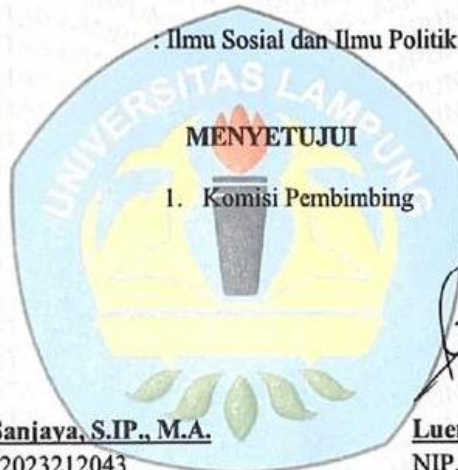 : Ilmu Sosial dan Ilmu Politik
UNIVERSITAS LAMPUNG
MENYETUJUI
1. Komisi Pembimbing
Sanjaya, S.IP., M.A.
2023212043
NIP